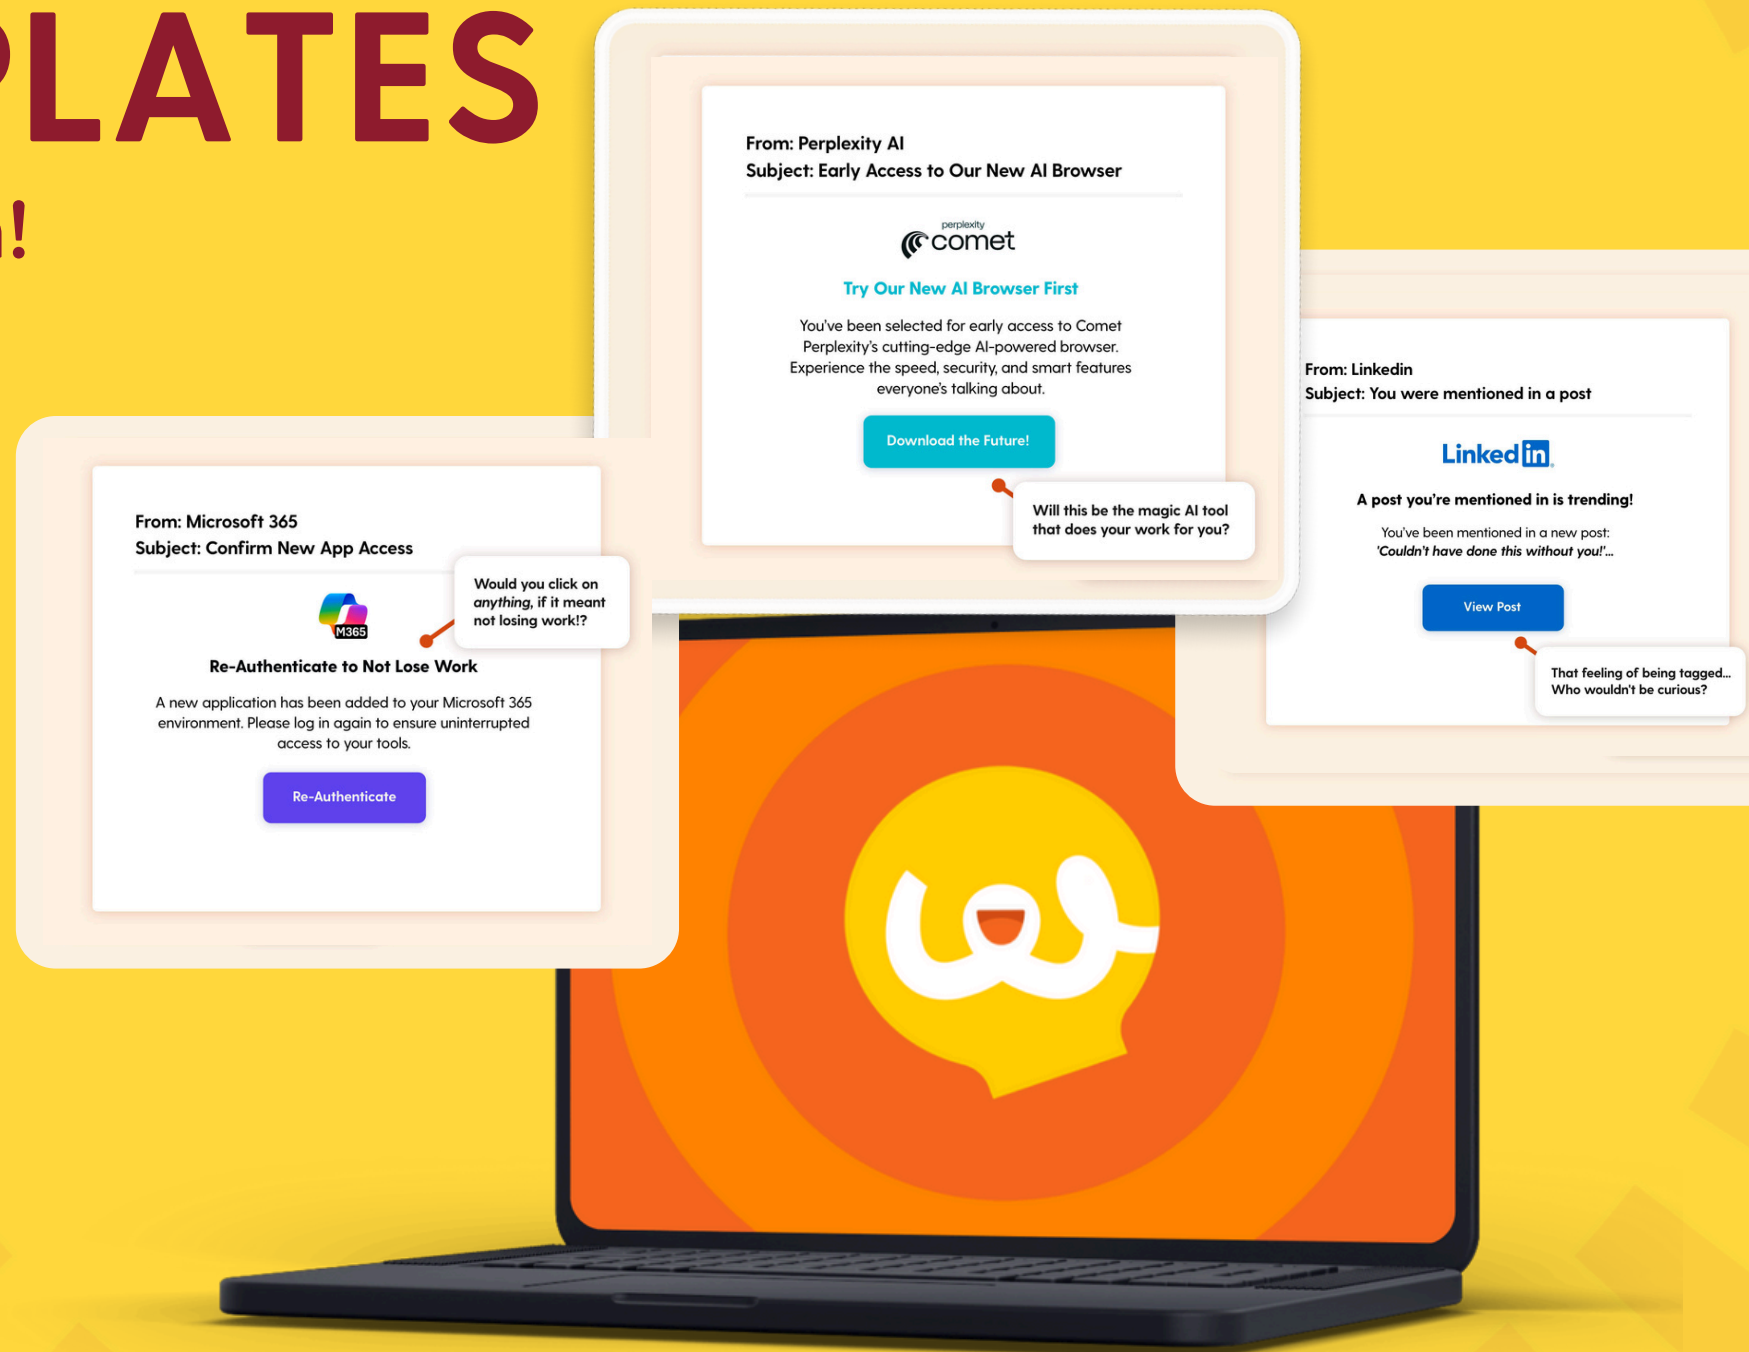 PLATES
!
From: Perplexity AI
Subject: Early Access to Our New AI Browser
perplexity
comet
Try Our New AI Browser First
You've been selected for early access to Comet
Perplexity's cutting-edge AI-powered browser.
Experience the speed, security, and smart features
everyone's talking about.
Download the Future!
Will this be the magic AI tool
that does your work for you?
From: Linkedin
Subject: You were mentioned in a post
Linkedin
A post you're mentioned in is trending!
You've been mentioned in a new post:
'Couldn't have done this without you!'...
View Post
That feeling of being tagged...
Who wouldn't be curious?
From: Microsoft 365
Subject: Confirm New App Access
M365
Would you click on
anything, if it meant
not losing work!?
Re-Authenticate to Not Lose Work
A new application has been added to your Microsoft 365
environment. Please log in again to ensure uninterrupted
access to your tools.
Re-Authenticate